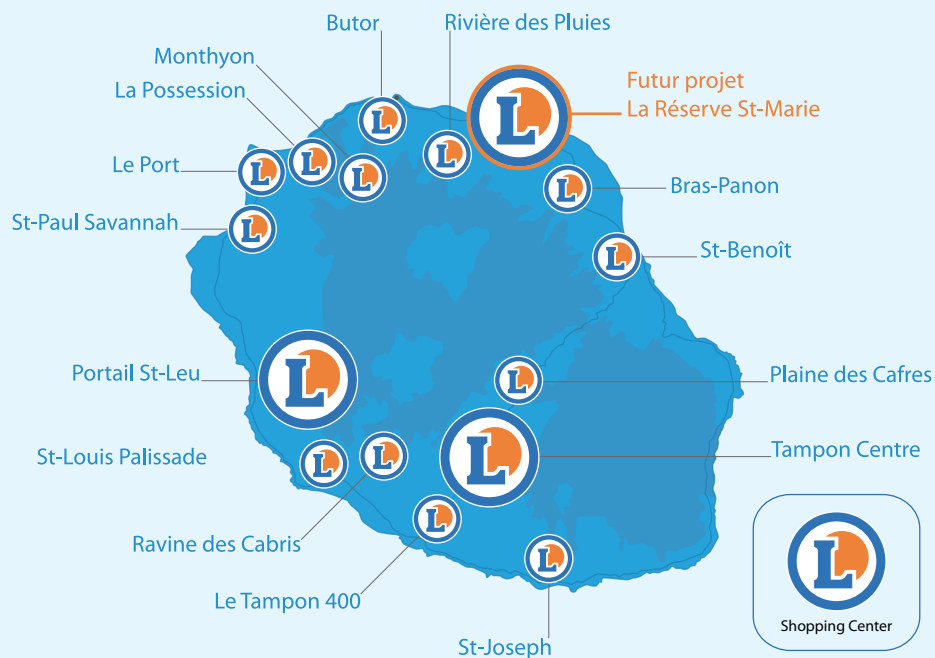 Butor
Rivière des Pluies
Monthyon
La Possession
Futur projet
La Réserve St-Marie
Le Port
Bras-Panon
St-Paul Savannah
St-Benoît
Portail St-Leu
Plaine des Cafres
St-Louis Palissade
Tampon Centre
Ravine des Cabris
Le Tampon 400
St-Joseph
L
Shopping Center